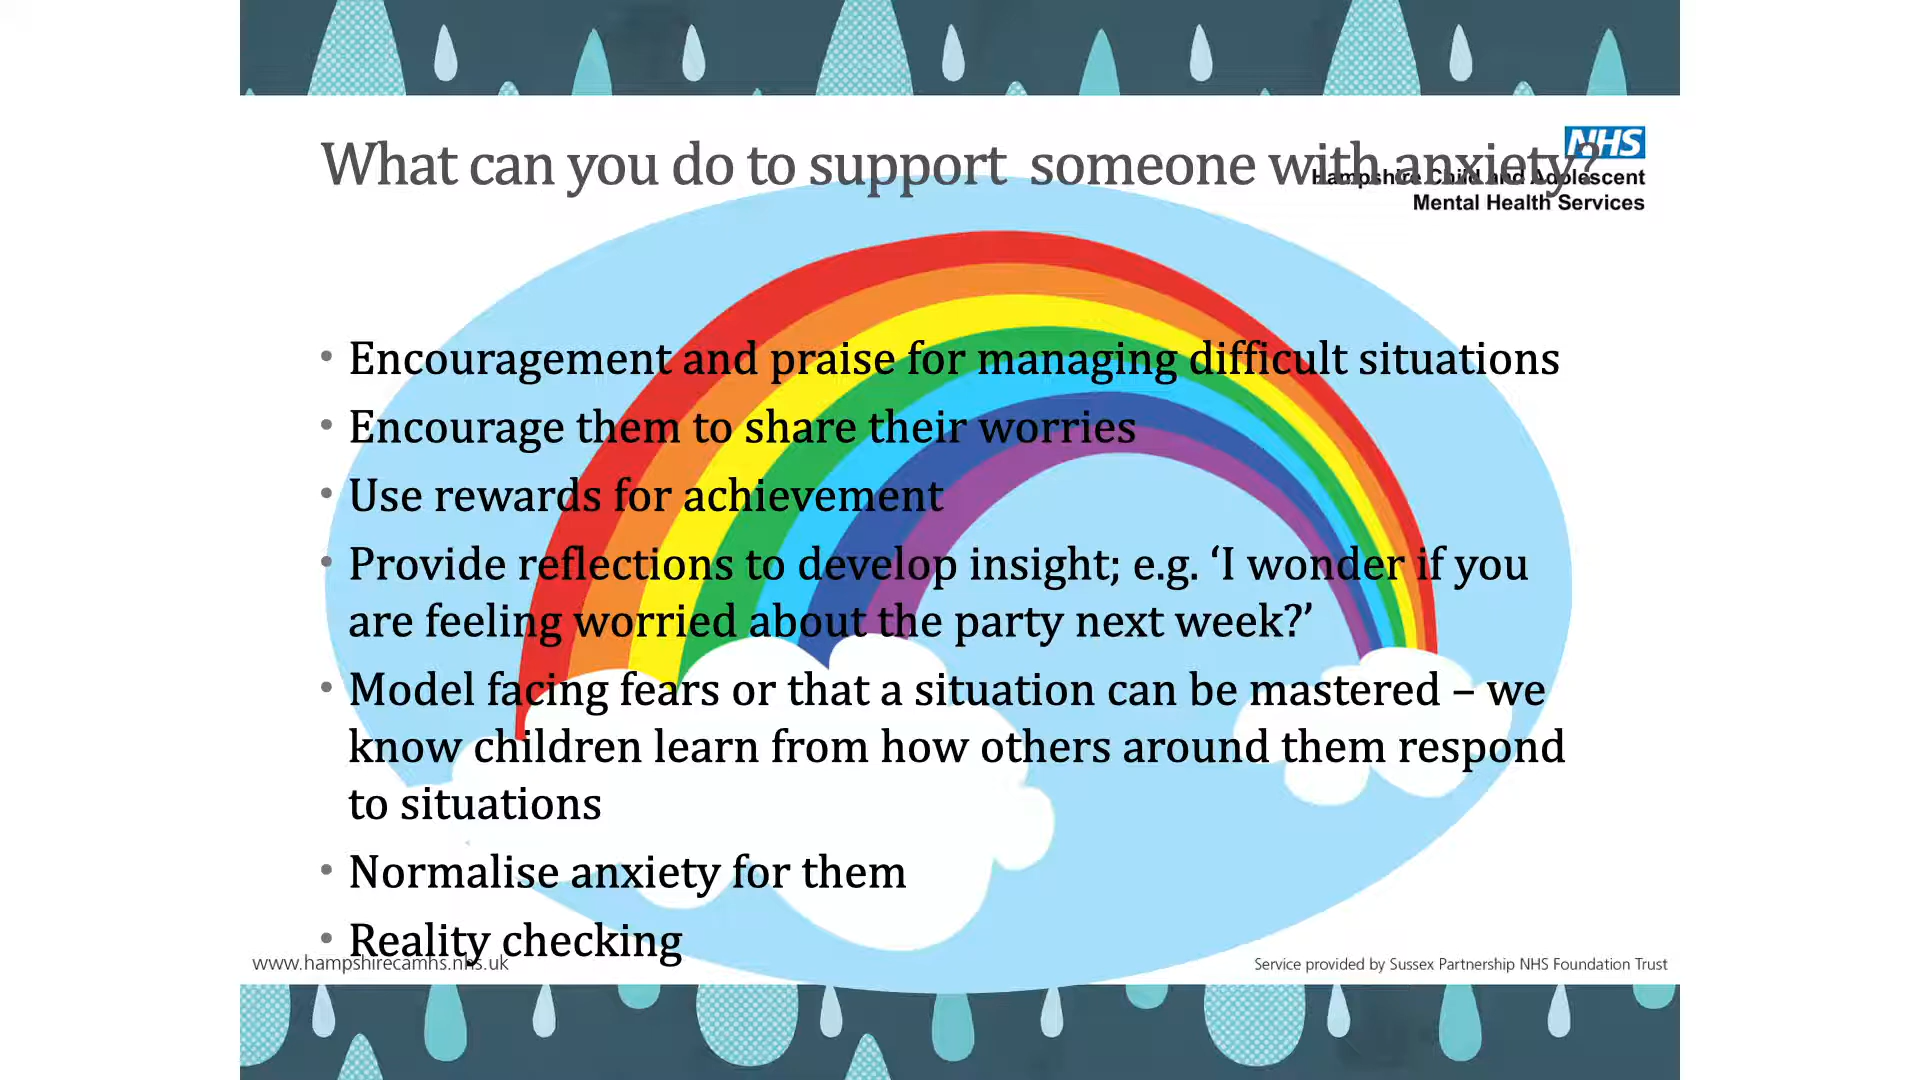 NHS
What can you do to support someone with anxiety?
Hampshire Child and Adolescent
Mental Health Services
• Encouragement and praise for managing difficult situations
• Encourage them to share their worries
• Use rewards for achievement
• Provide reflections to develop insight; e.g. ‘I wonder if you
are feeling worried about the party next week?’
• Model facing fears or that a situation can be mastered – we
know children learn from how others around them respond
to situations
• Normalise anxiety for them
• Reality checking
www.hampshirecamhs.nhs.uk
Service provided by Sussex Partnership NHS Foundation Trust